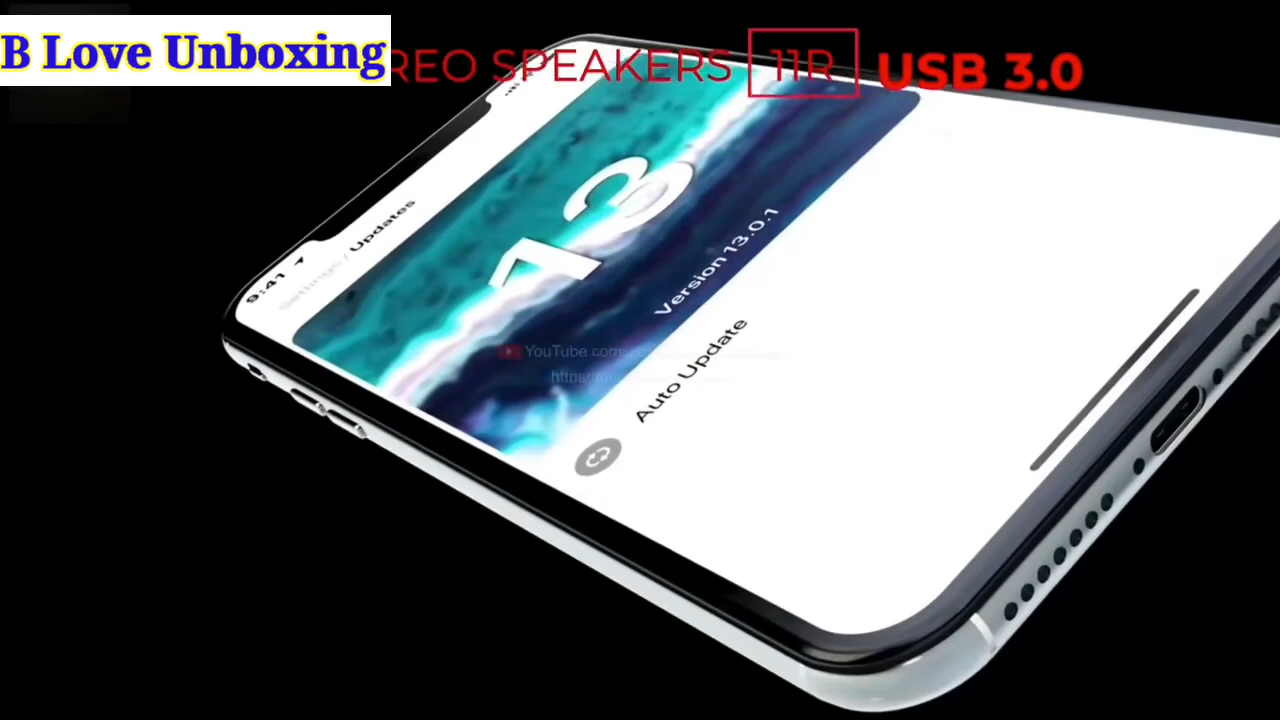 B Love Unboxing
REO SPEAKERS 11R USB 3.0
9:41
Settings / Updates
13
Version 13.0.1
Auto Update
YouTube.com